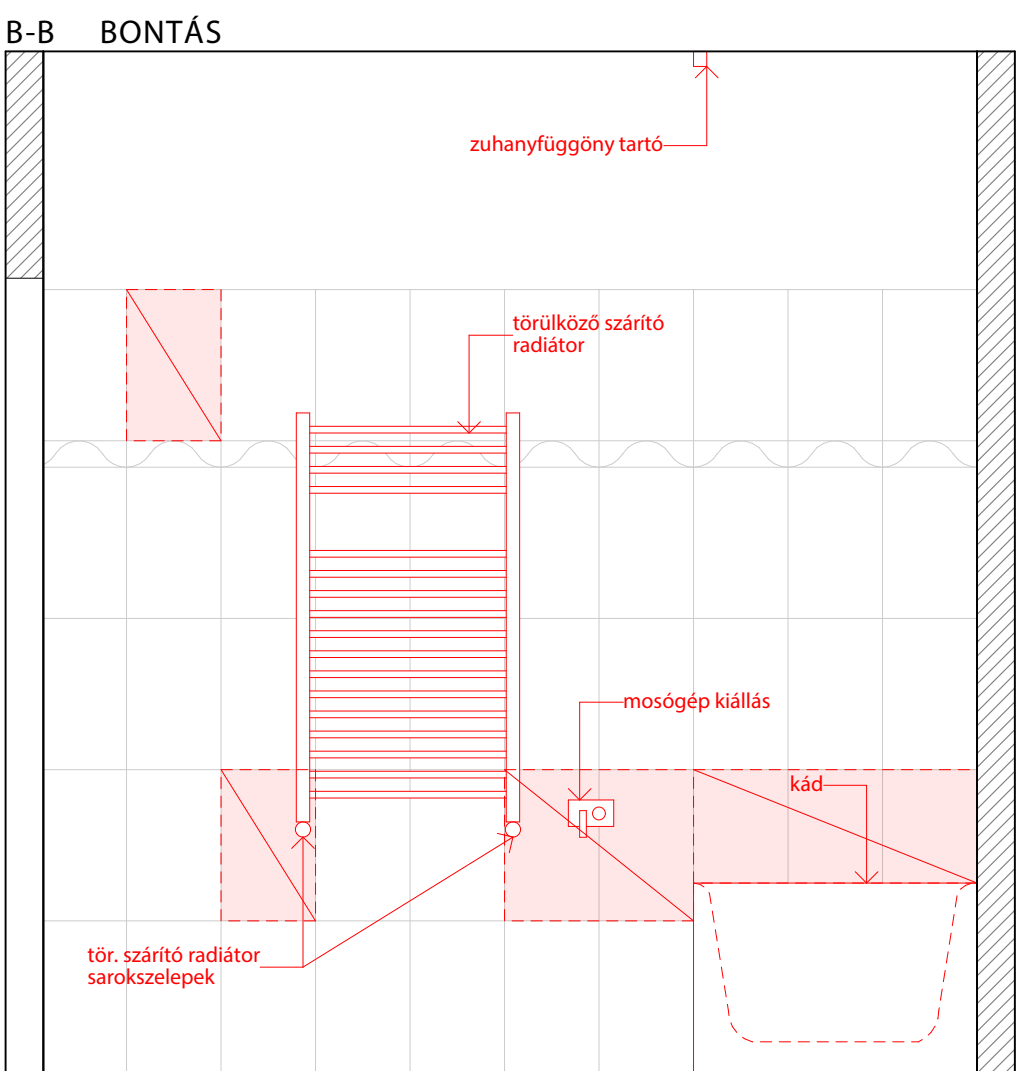 B-B BONTÁS
zuhanyfüggöny tartó
törülköző szárító
radiátor
mosógép kiállás
kád
tör. szárító radiátor
sarokszelepek